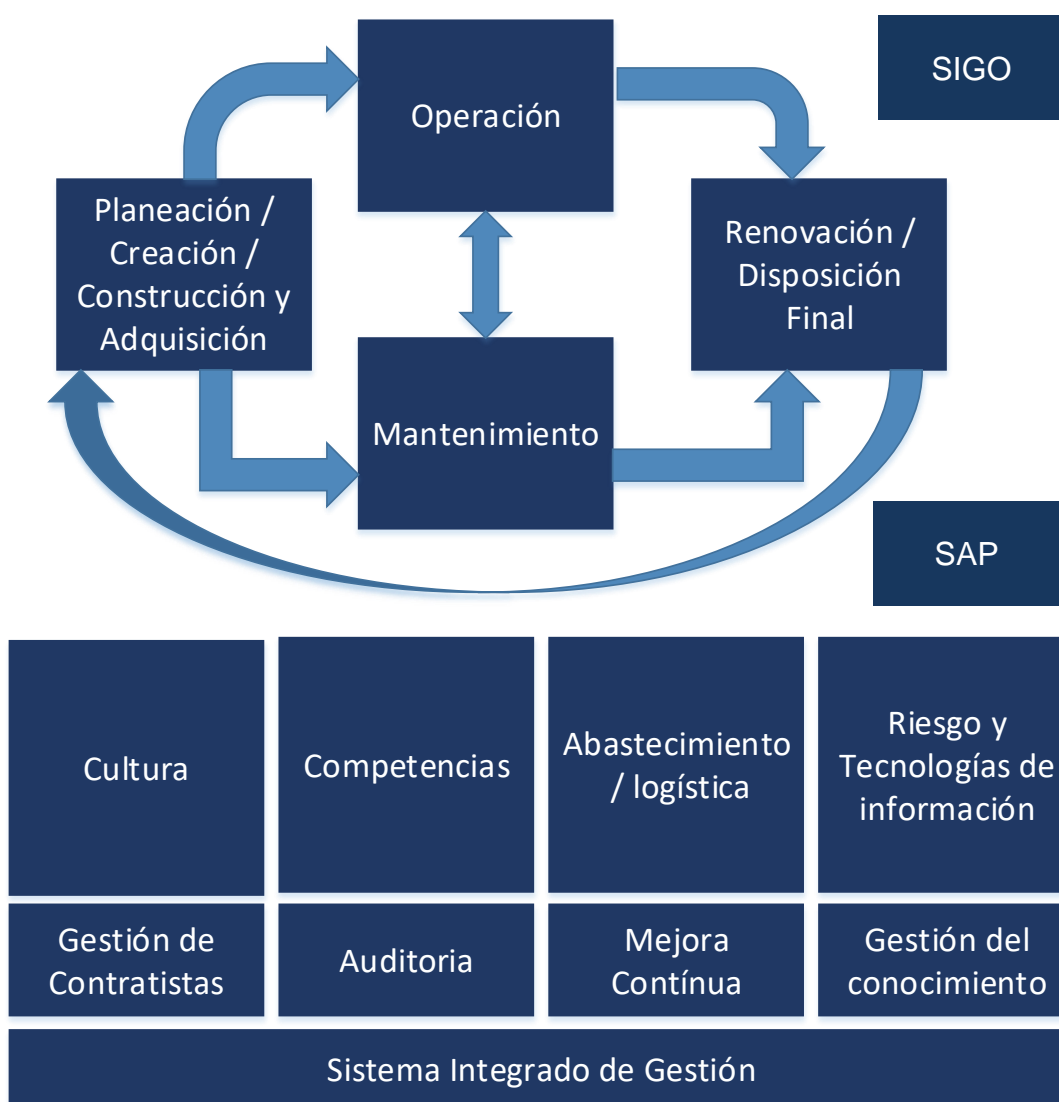 SIGO
Operación
Planeación /
Creación /
Construcción y
Adquisición
Renovación /
Disposición
Final
Mantenimiento
SAP
Cultura
Competencias
Abastecimiento
/ logística
Riesgo y
Tecnologías de
información
Gestión de
Contratistas
Auditoria
Mejora
Contínua
Gestión del
conocimiento
Sistema Integrado de Gestión